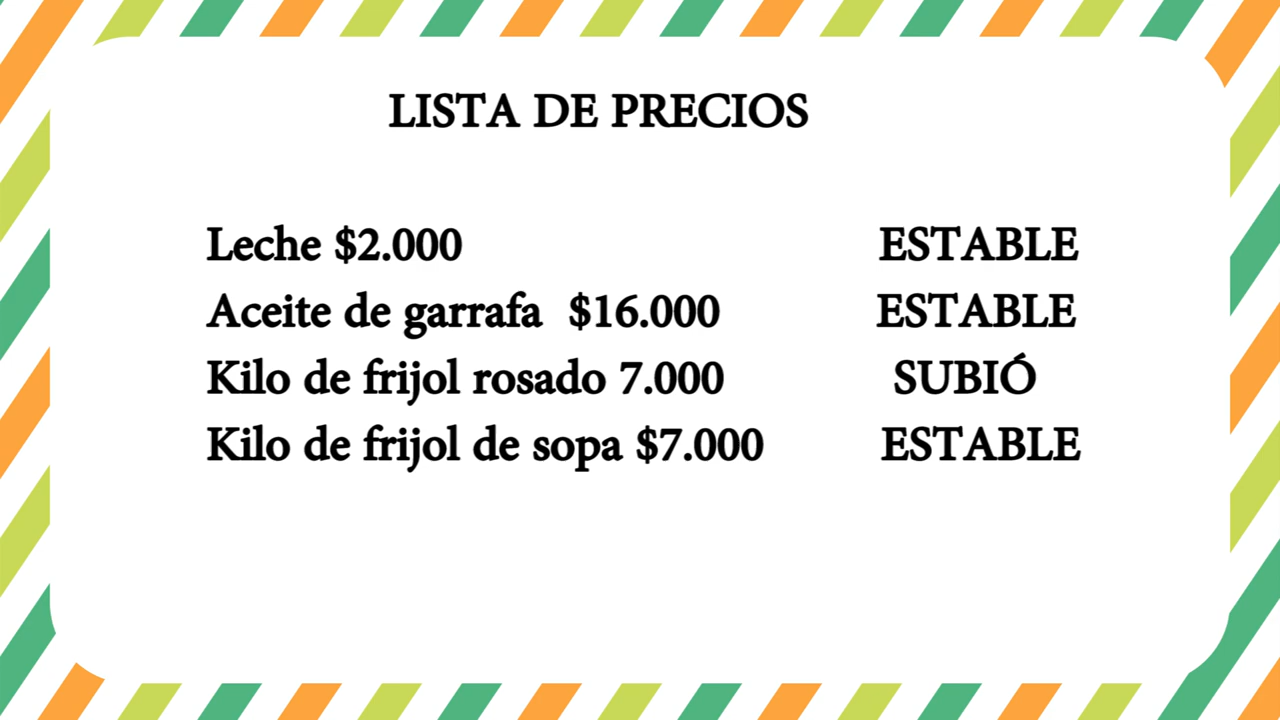 LISTA DE PRECIOS
Leche $2.000 ESTABLE
Aceite de garrafa $16.000 ESTABLE
Kilo de frijol rosado 7.000 SUBIÓ
Kilo de frijol de sopa $7.000 ESTABLE